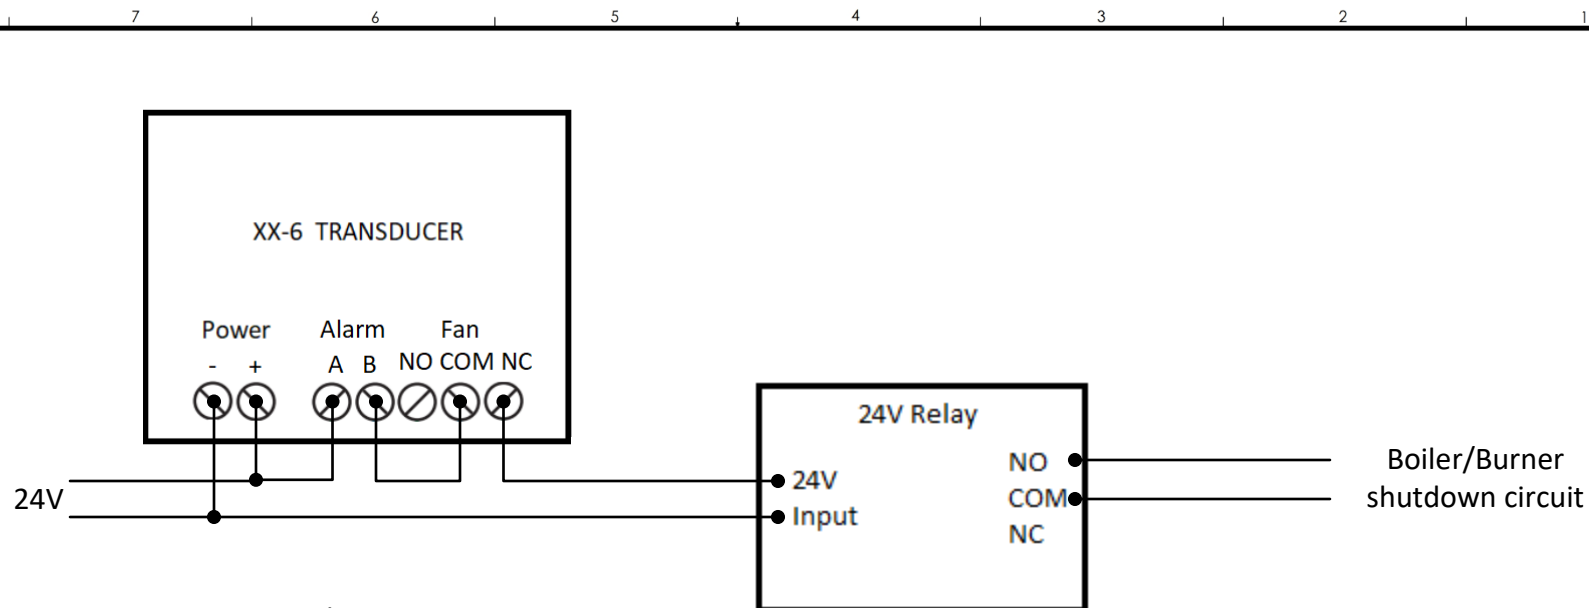 7 6 5 4 3 2 1
XX-6 TRANSDUCER
Power Alarm Fan
- + A B NO COM NC
24V
24V Relay
24V
Input
NO
COM
NC
Boiler/Burner
shutdown circuit